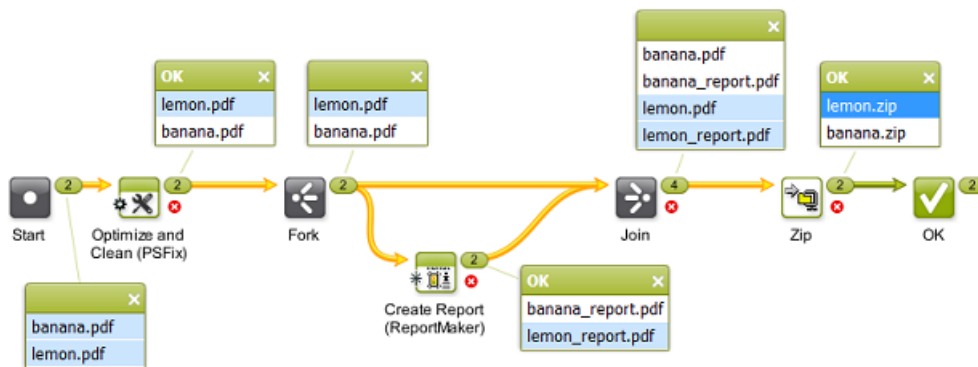 banana.pdf
banana_report.pdf
lemon.pdf
lemon_report.pdf
OK
lemon.pdf
banana.pdf
lemon.pdf
banana.pdf
OK
lemon.zip
banana.zip
2
2
2
4
2
2
Start
Optimize and
Clean (PSFix)
Fork
Join
Zip
OK
2
Create Report
(ReportMaker)
OK
banana_report.pdf
lemon_report.pdf
banana.pdf
lemon.pdf